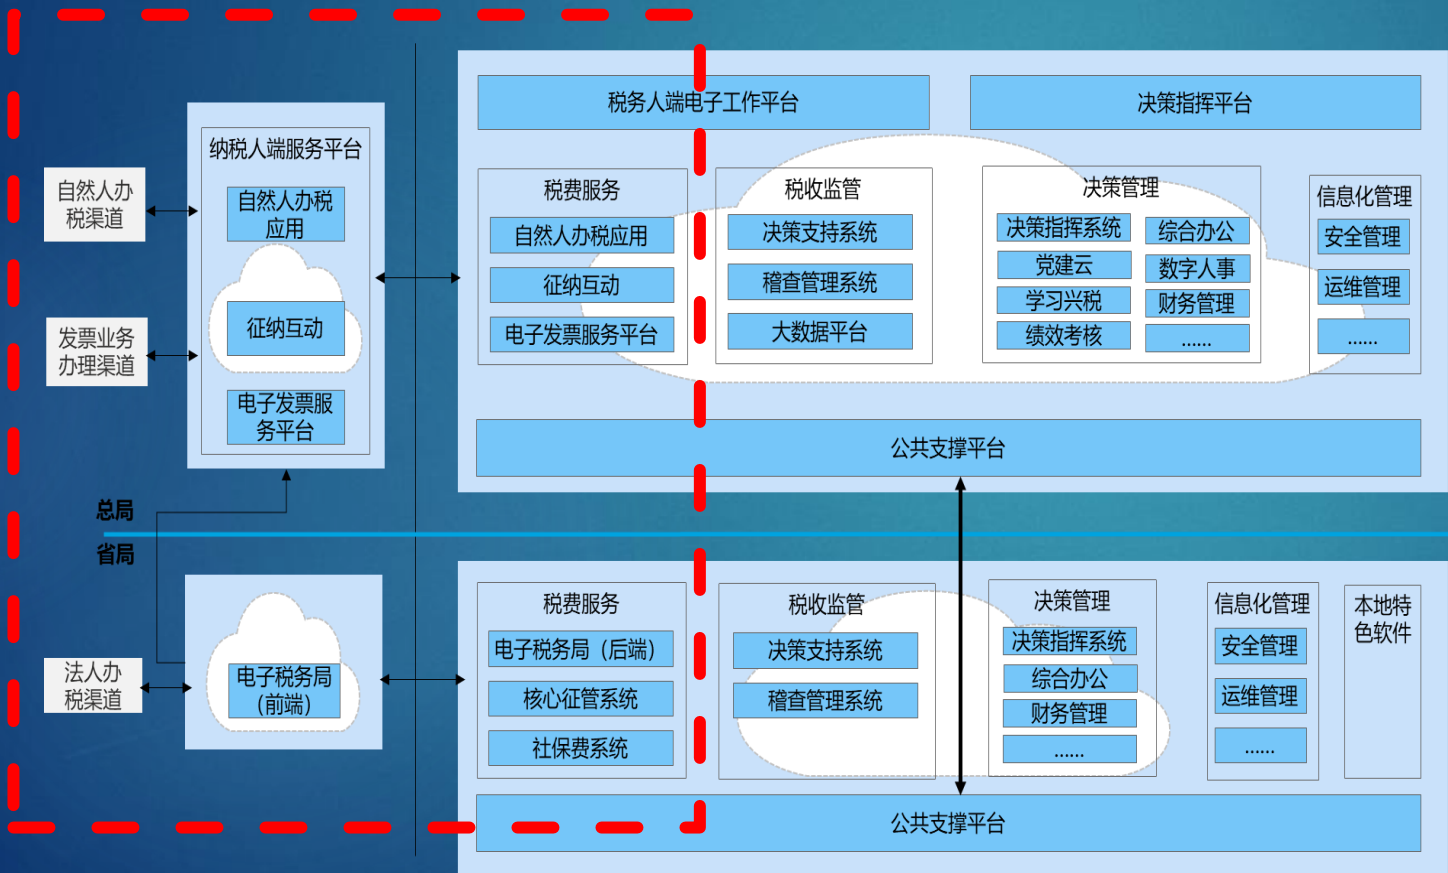 税务人端电子工作平台
决策指挥平台
纳税人端服务平台
自然人办税
应用
征纳互动
电子发票服
务平台
自然人办
税渠道
发票业务
办理渠道
税费服务
自然人办税应用
征纳互动
电子发票服务平台
税收监管
决策支持系统
稽查管理系统
大数据平台
决策管理
决策指挥系统
党建云
学习兴税
绩效考核
综合办公
数字人事
财务管理
......
信息化管理
安全管理
运维管理
......
公共支撑平台
总局
省局
法人办
税渠道
电子税务局
（前端）
税费服务
电子税务局（后端）
核心征管系统
社保费系统
税收监管
决策支持系统
稽查管理系统
决策管理
决策指挥系统
综合办公
财务管理
......
信息化管理
安全管理
运维管理
......
本地特
色软件
公共支撑平台